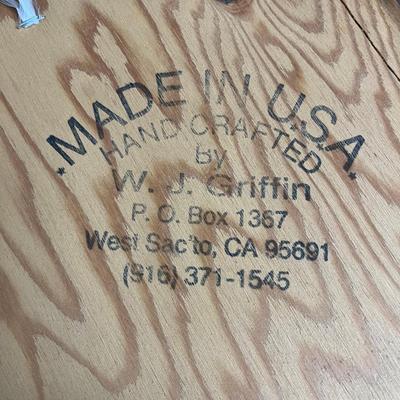 ★MADE IN U.S.A.★
HAND CRAFTED
By
W. J. Griffin
P. O. Box 1367
West Sac'to, CA 95691
(916) 371-1545